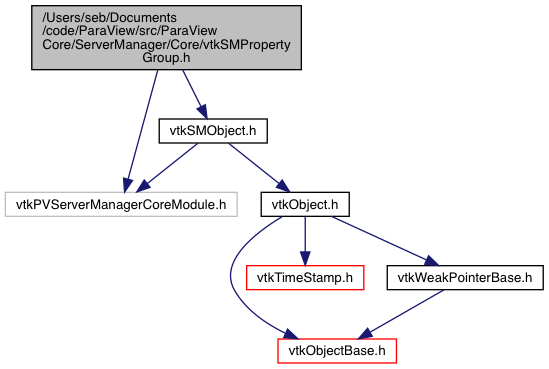 /Users/seb/Documents
/code/ParaView/src/ParaView
Core/ServerManager/Core/vtkSMProperty
Group.h
vtkSMObject.h
vtkPVServerManagerCoreModule.h
vtkObject.h
vtkTimeStamp.h
vtkWeakPointerBase.h
vtkObjectBase.h